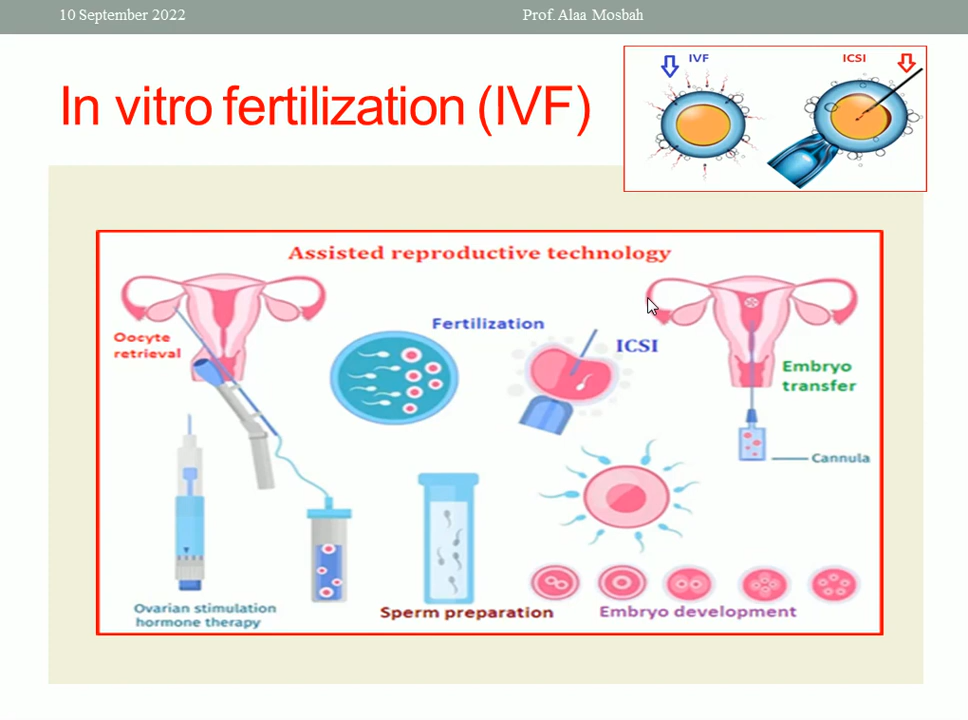 10 September 2022
Prof. Alaa Mosbah
In vitro fertilization (IVF)
IVF
ICSI
Assisted reproductive technology
Oocyte
retrieval
Fertilization
ICSI
Embryo
transfer
Cannula
Ovarian stimulation
hormone therapy
Sperm preparation
Embryo development